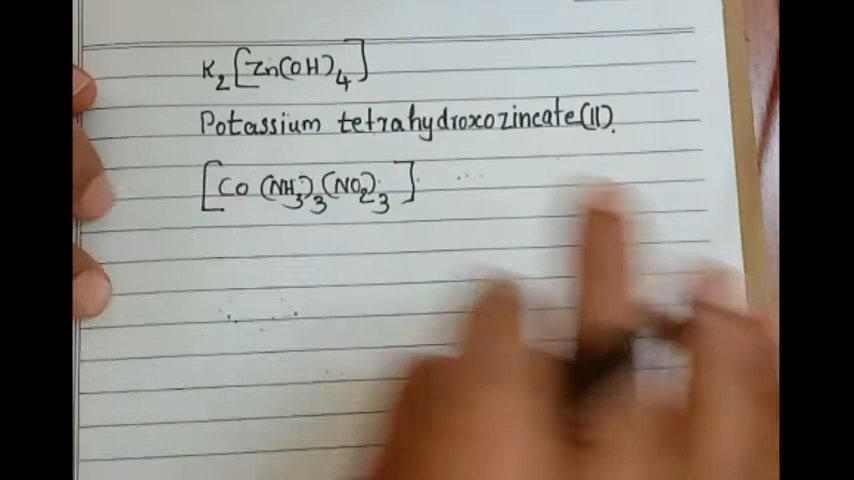 K₂[Zn(OH)₄]
Potassium tetrahydroxozincate(II).
[Co(NH₃)₃(NO₂)₃]